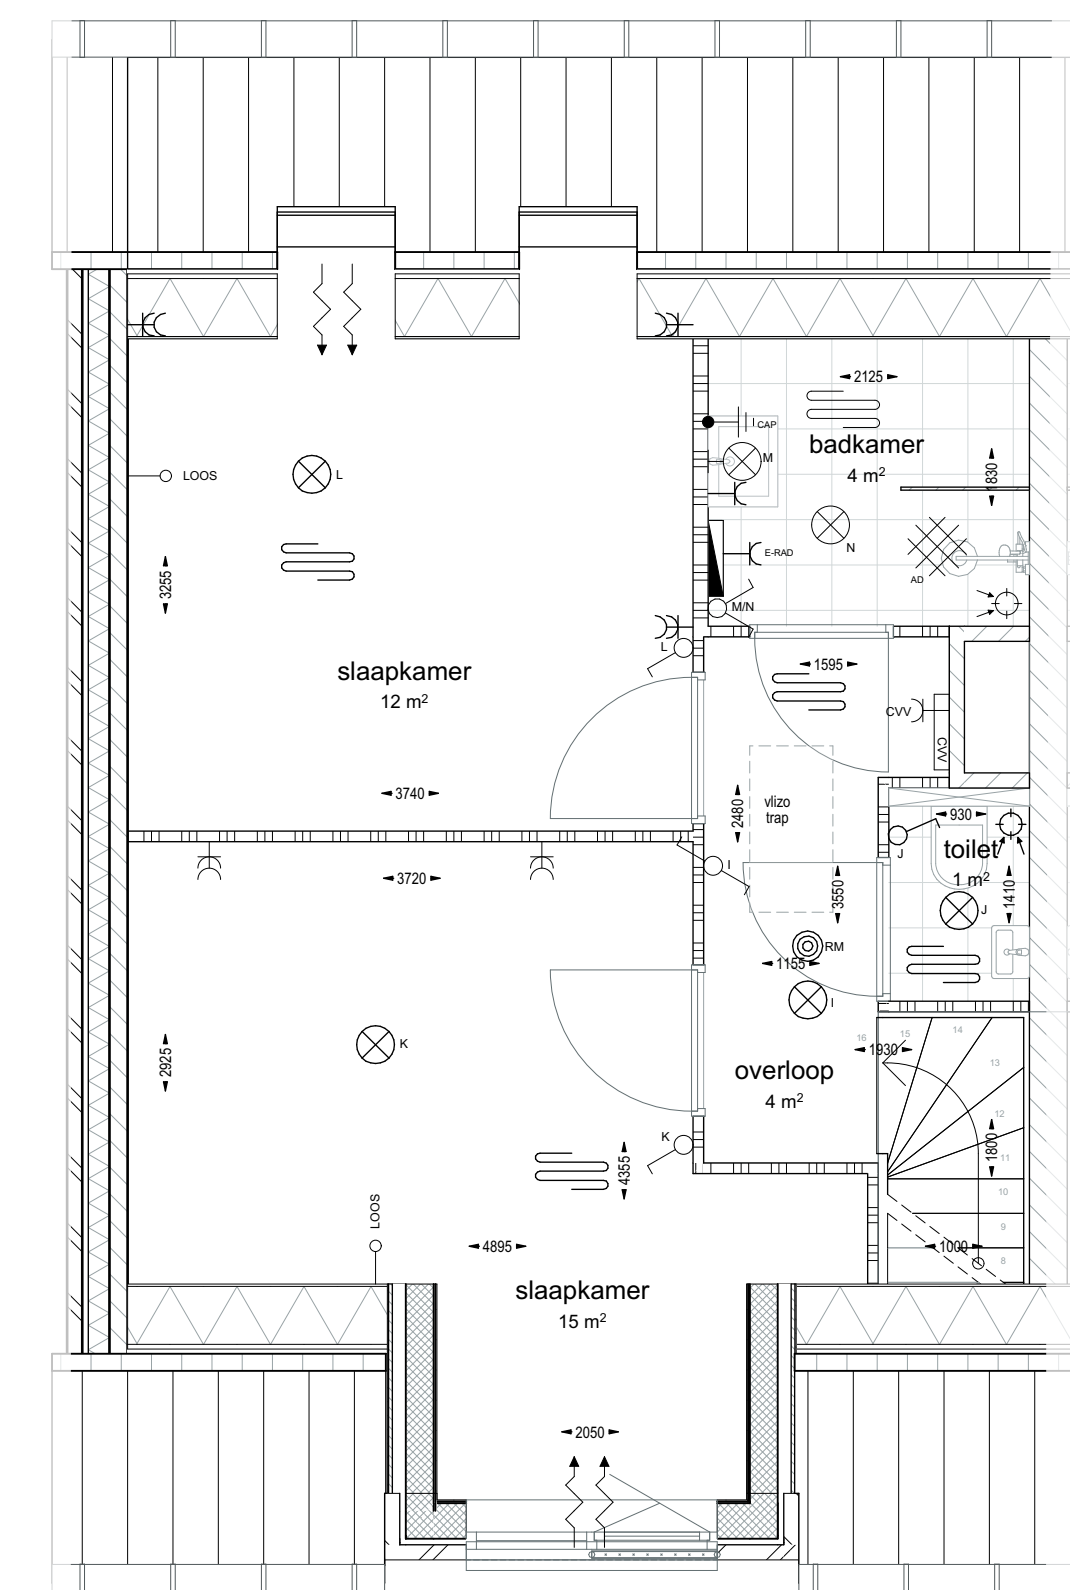 2125
CAP
badkamer
M
4 m²
1830
LOOS
L
N
E-RAD
AD
3255
M/N
L
slaapkamer
12 m²
1595
CVV
CVV
3740
2480
vlizo
trap
930
J
toilet
1 m²
I
3720
3550
1410
J
RM
1155
I
16
15
14
13
12
11
10
9
8
1930
K
2925
overloop
4 m²
K
1800
4355
LOOS
4895
1000
slaapkamer
15 m²
2050